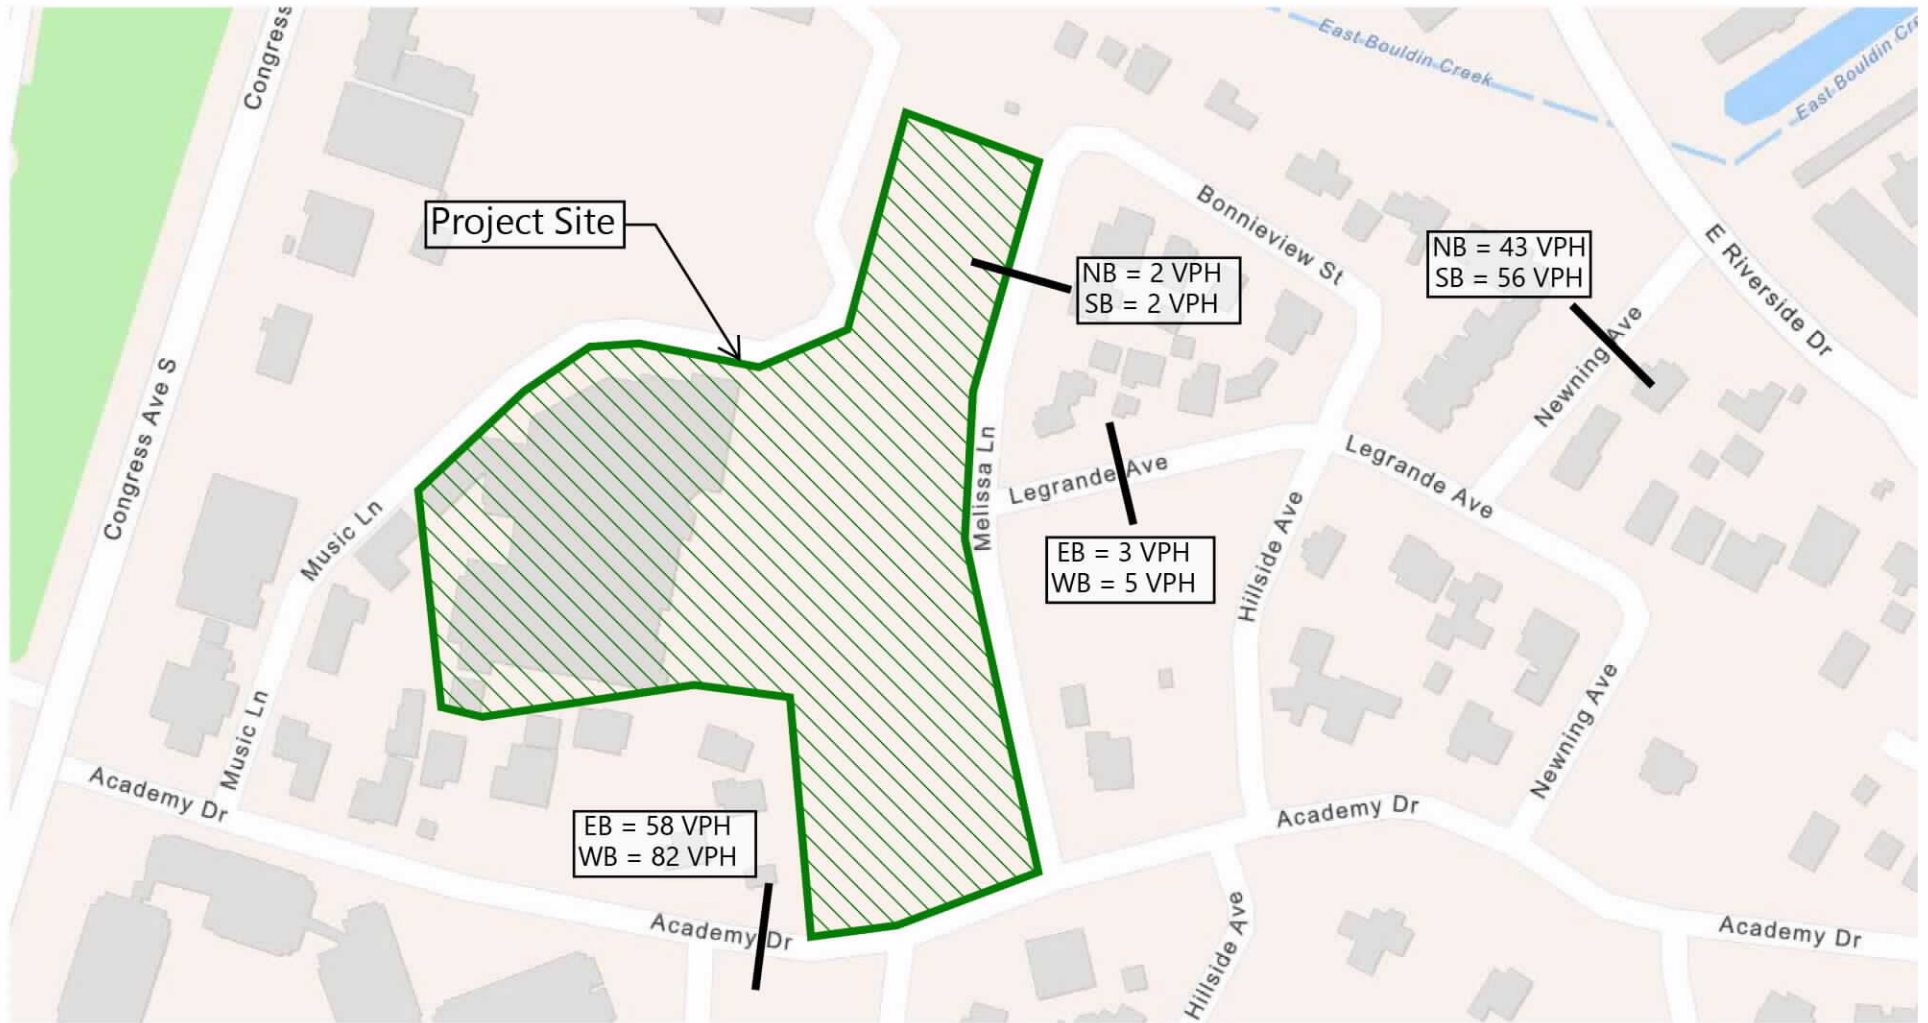 Congress
East Bouldin Creek
East Bouldin Cre
Project Site
Bonnieview St
E Riverside Dr
NB = 43 VPH
SB = 56 VPH
NB = 2 VPH
SB = 2 VPH
Newning Ave
Congress Ave S
Melissa Ln
Legrande Ave
Legrande Ave
Music Ln
Hillside Ave
EB = 3 VPH
WB = 5 VPH
Music Ln
Newning Ave
Academy Dr
Academy Dr
EB = 58 VPH
WB = 82 VPH
Academy Dr
Academy Dr
Hillside Ave